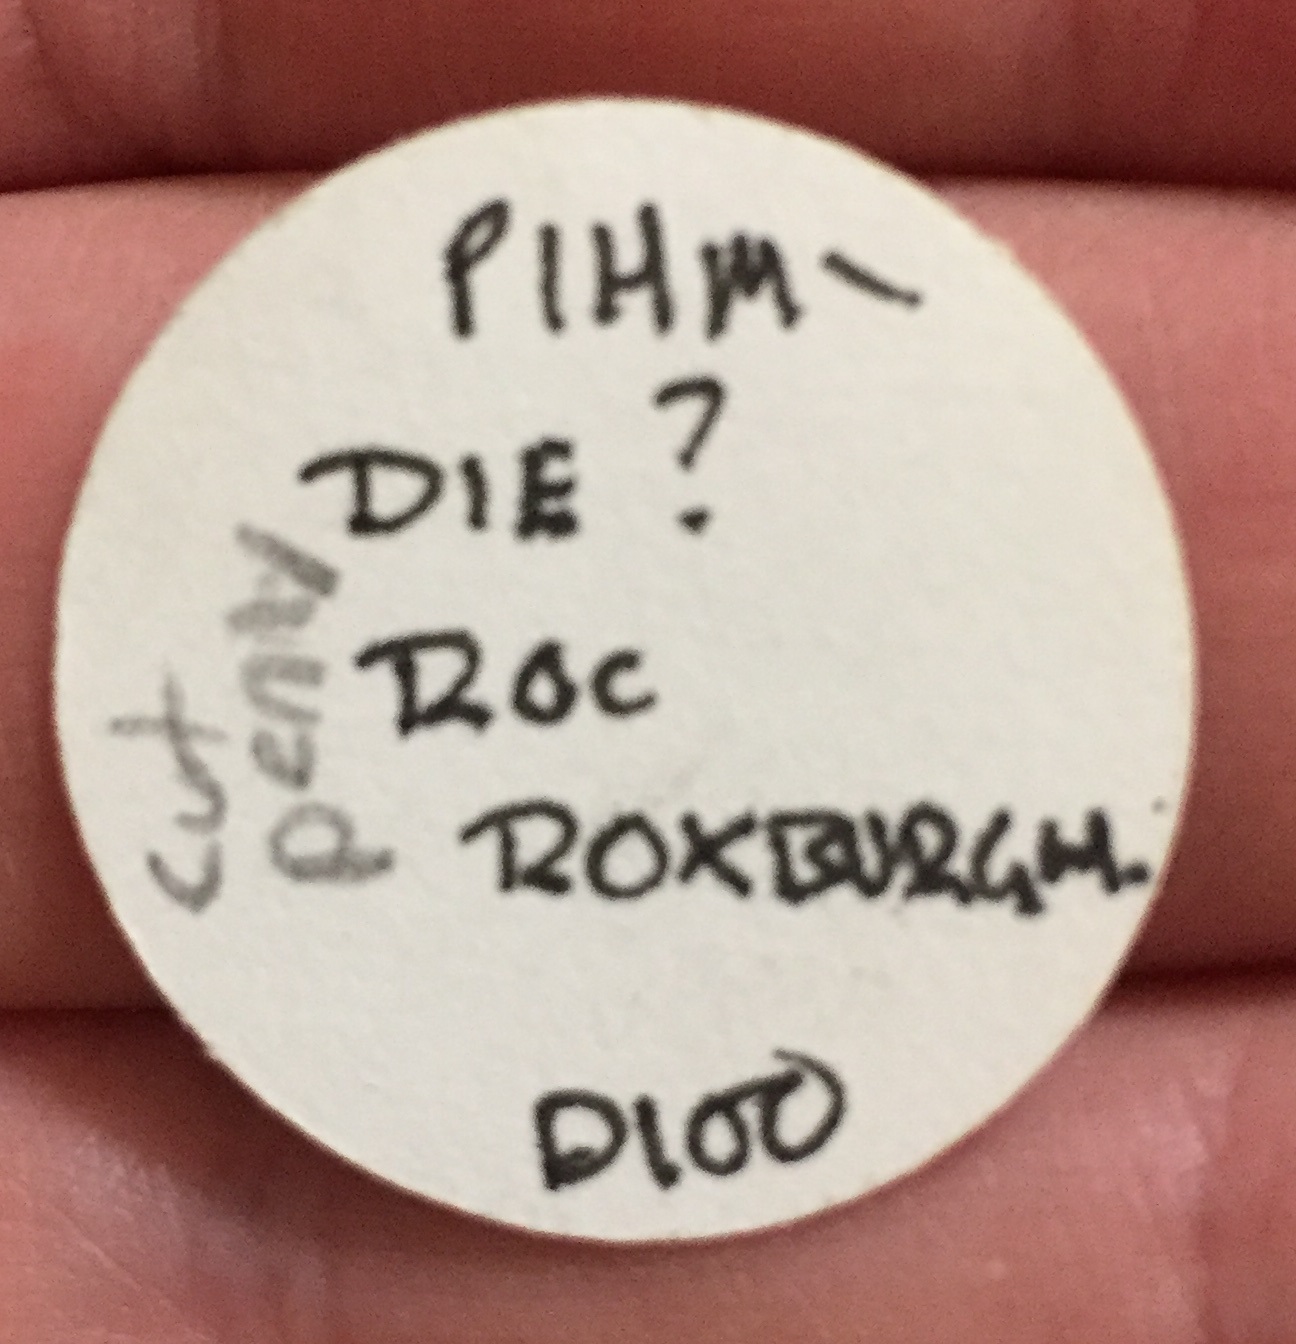 PIHM-
DIE ?
ROC
ROXBURGH.
D100
cut
penny